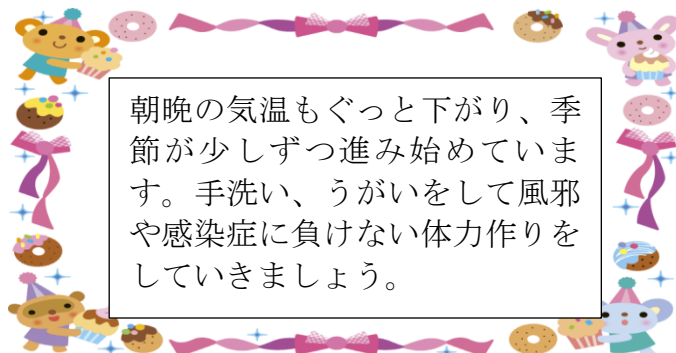 朝晩の気温もぐっと下がり、季
節が少しずつ進み始めていま
す。手洗い、うがいをして風邪
や感染症に負けない体力作りを
していきましょう。